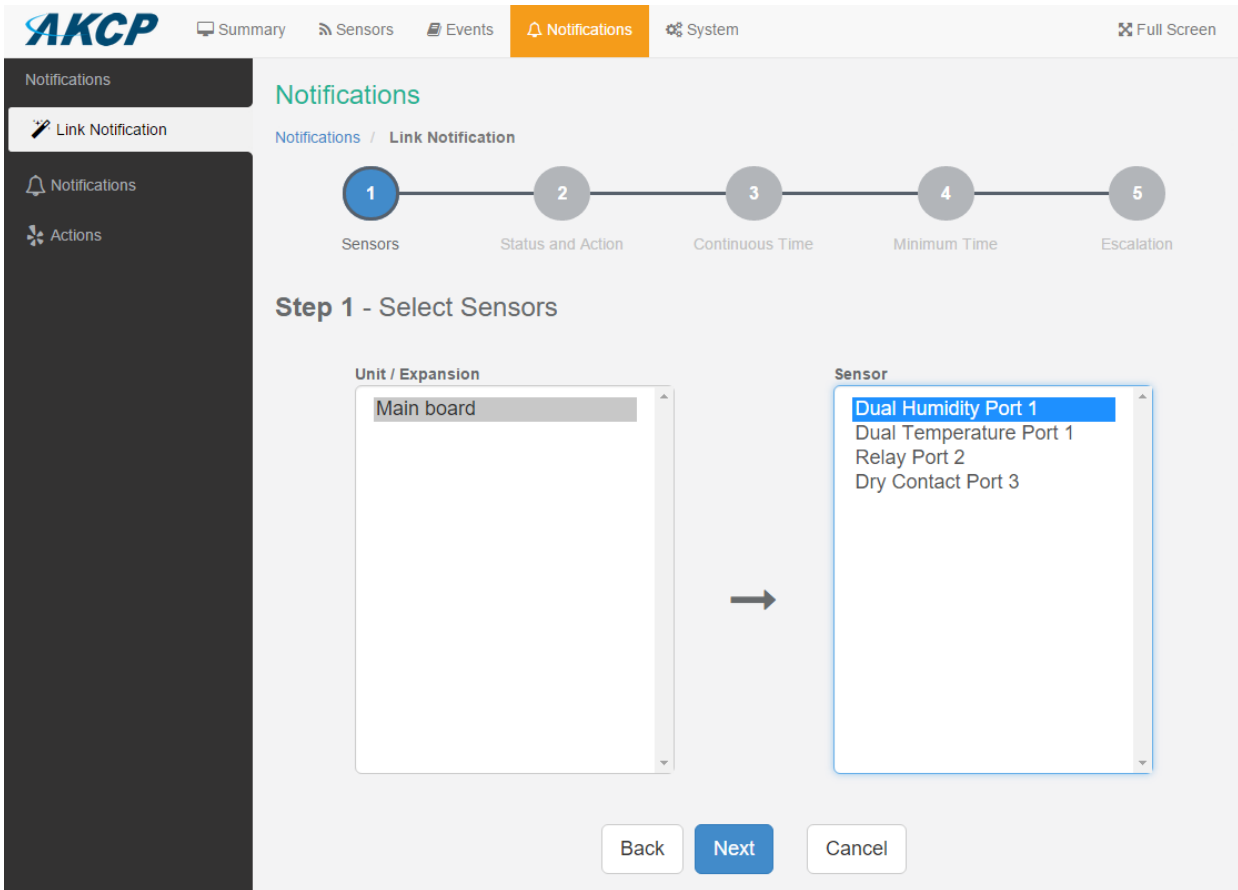 AKCP Summary Sensors Events Notifications System Full Screen
Notifications
Link Notification
Notifications
Actions
Notifications
Notifications / Link Notification
1 2 3 4 5
Sensors Status and Action Continuous Time Minimum Time Escalation
Step 1 - Select Sensors
Unit / Expansion
Main board
Sensor
Dual Humidity Port 1
Dual Temperature Port 1
Relay Port 2
Dry Contact Port 3
Back Next Cancel